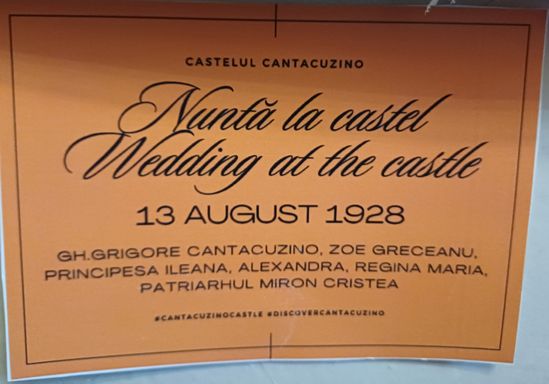 CASTELUL CANTACUZINO
Nuntă la castel
Wedding at the castle
13 AUGUST 1928
GH.GRIGORE CANTACUZINO, ZOE GRECEANU,
PRINCIPESA ILEANA, ALEXANDRA, REGINA MARIA,
PATRIARHUL MIRON CRISTEA
#CANTACUZINOCASTLE #DISCOVERCANTACUZINO